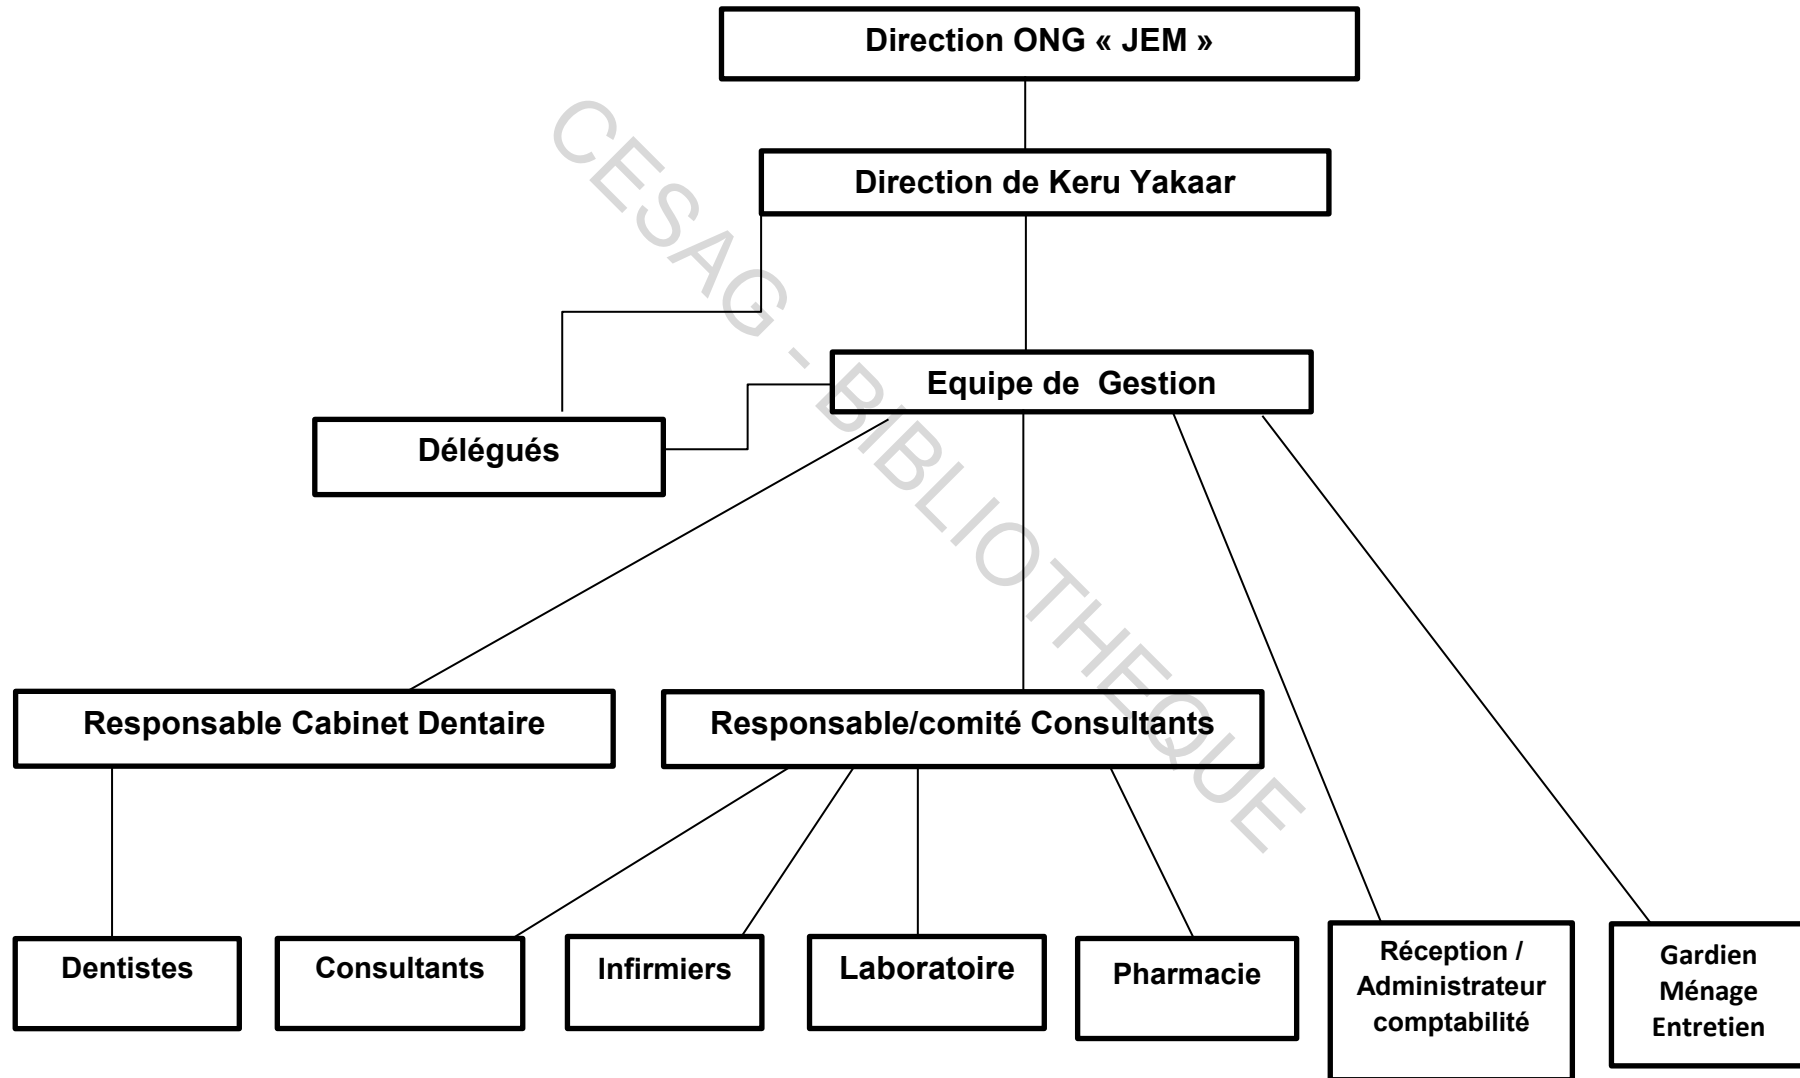 Direction ONG « JEM »
Direction de Keru Yakaar
Equipe de  Gestion
Délégués
Responsable Cabinet Dentaire
Responsable/comité Consultants
Dentistes
Consultants
Infirmiers
Laboratoire
Pharmacie
Réception /
Administrateur
comptabilité
Gardien
Ménage
Entretien
CESAG - BIBLIOTHEQUE